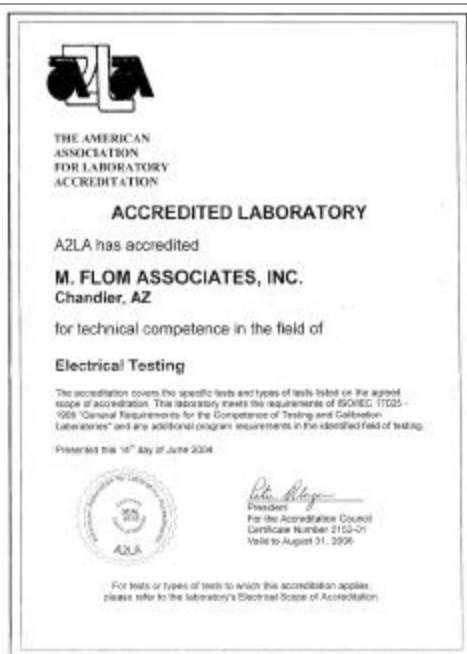 A2LA
THE AMERICAN
ASSOCIATION
FOR LABORATORY
ACCREDITATION
ACCREDITED LABORATORY
A2LA has accredited
M. FLOM ASSOCIATES, INC.
Chandler, AZ
for technical competence in the field of
Electrical Testing
The accreditation covers the specific tests and types of tests listed on the agreed
scope of accreditation. This laboratory meets the requirements of ISO/IEC 17025 -
1999 "General Requirements for the Competence of Testing and Calibration
Laboratories" and any additional program requirements in the identified field of testing.
Presented this 14th day of June 2004.
SEAL
A2LA
President
For the Accreditation Council
Certificate Number 2152-01
Valid to August 31, 2006
For tests or types of tests to which this accreditation applies,
please refer to the laboratory's Electrical Scope of Accreditation